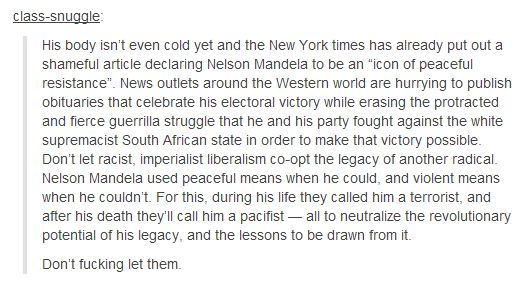 class-snuggle:
His body isn't even cold yet and the New York times has already put out a
shameful article declaring Nelson Mandela to be an “icon of peaceful
resistance”. News outlets around the Western world are hurrying to publish
obituaries that celebrate his electoral victory while erasing the protracted
and fierce guerrilla struggle that he and his party fought against the white
supremacist South African state in order to make that victory possible.
Don't let racist, imperialist liberalism co-opt the legacy of another radical.
Nelson Mandela used peaceful means when he could, and violent means
when he couldn't. For this, during his life they called him a terrorist, and
after his death they'll call him a pacifist — all to neutralize the revolutionary
potential of his legacy, and the lessons to be drawn from it.
Don't fucking let them.